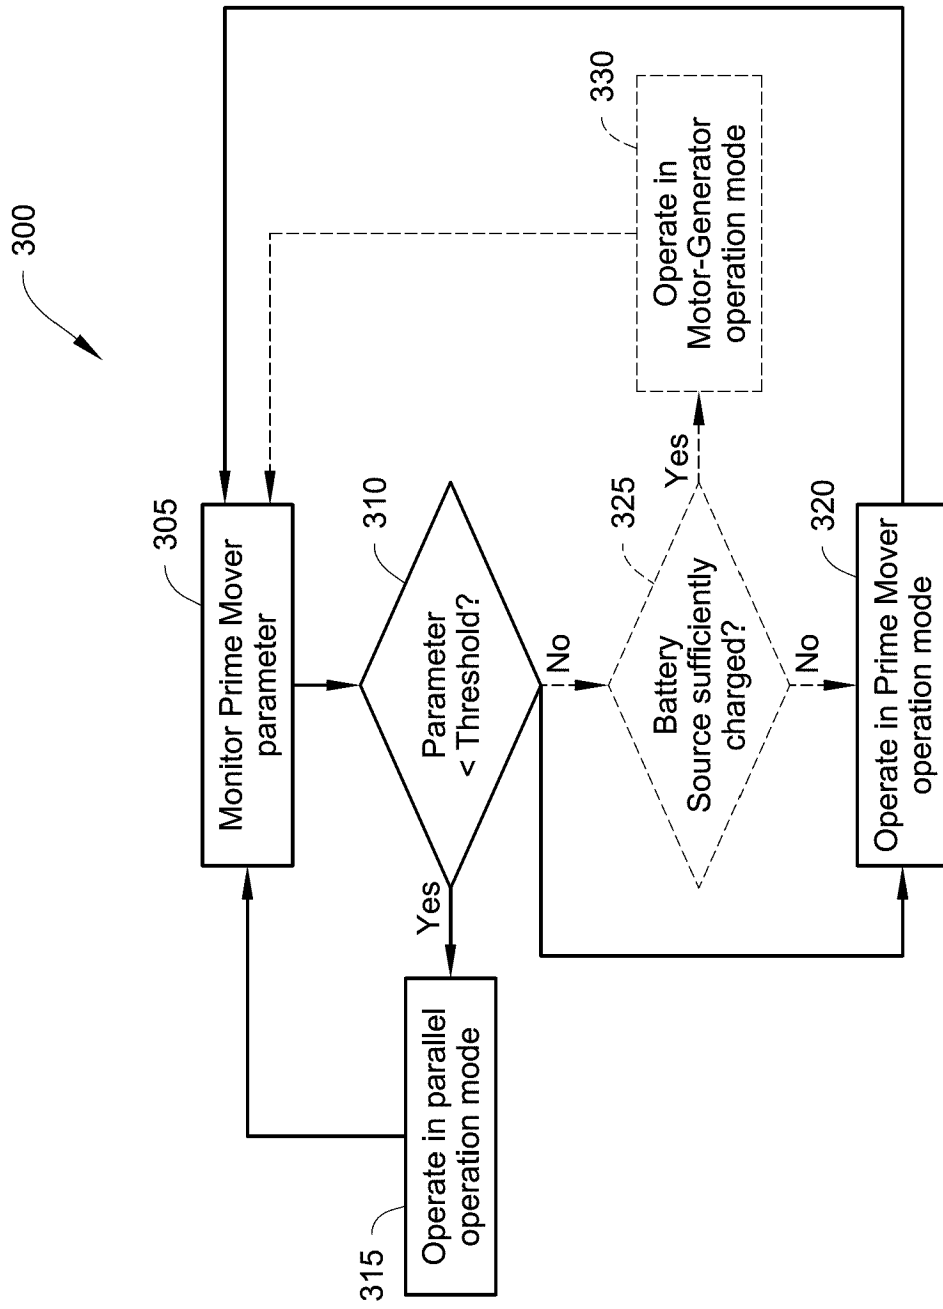 300
305
Monitor Prime Mover
parameter
310
Parameter
< Threshold?
Yes
No
315
Operate in parallel
operation mode
325
Battery
Source sufficiently
charged?
Yes
No
330
Operate in
Motor-Generator
operation mode
320
Operate in Prime Mover
operation mode